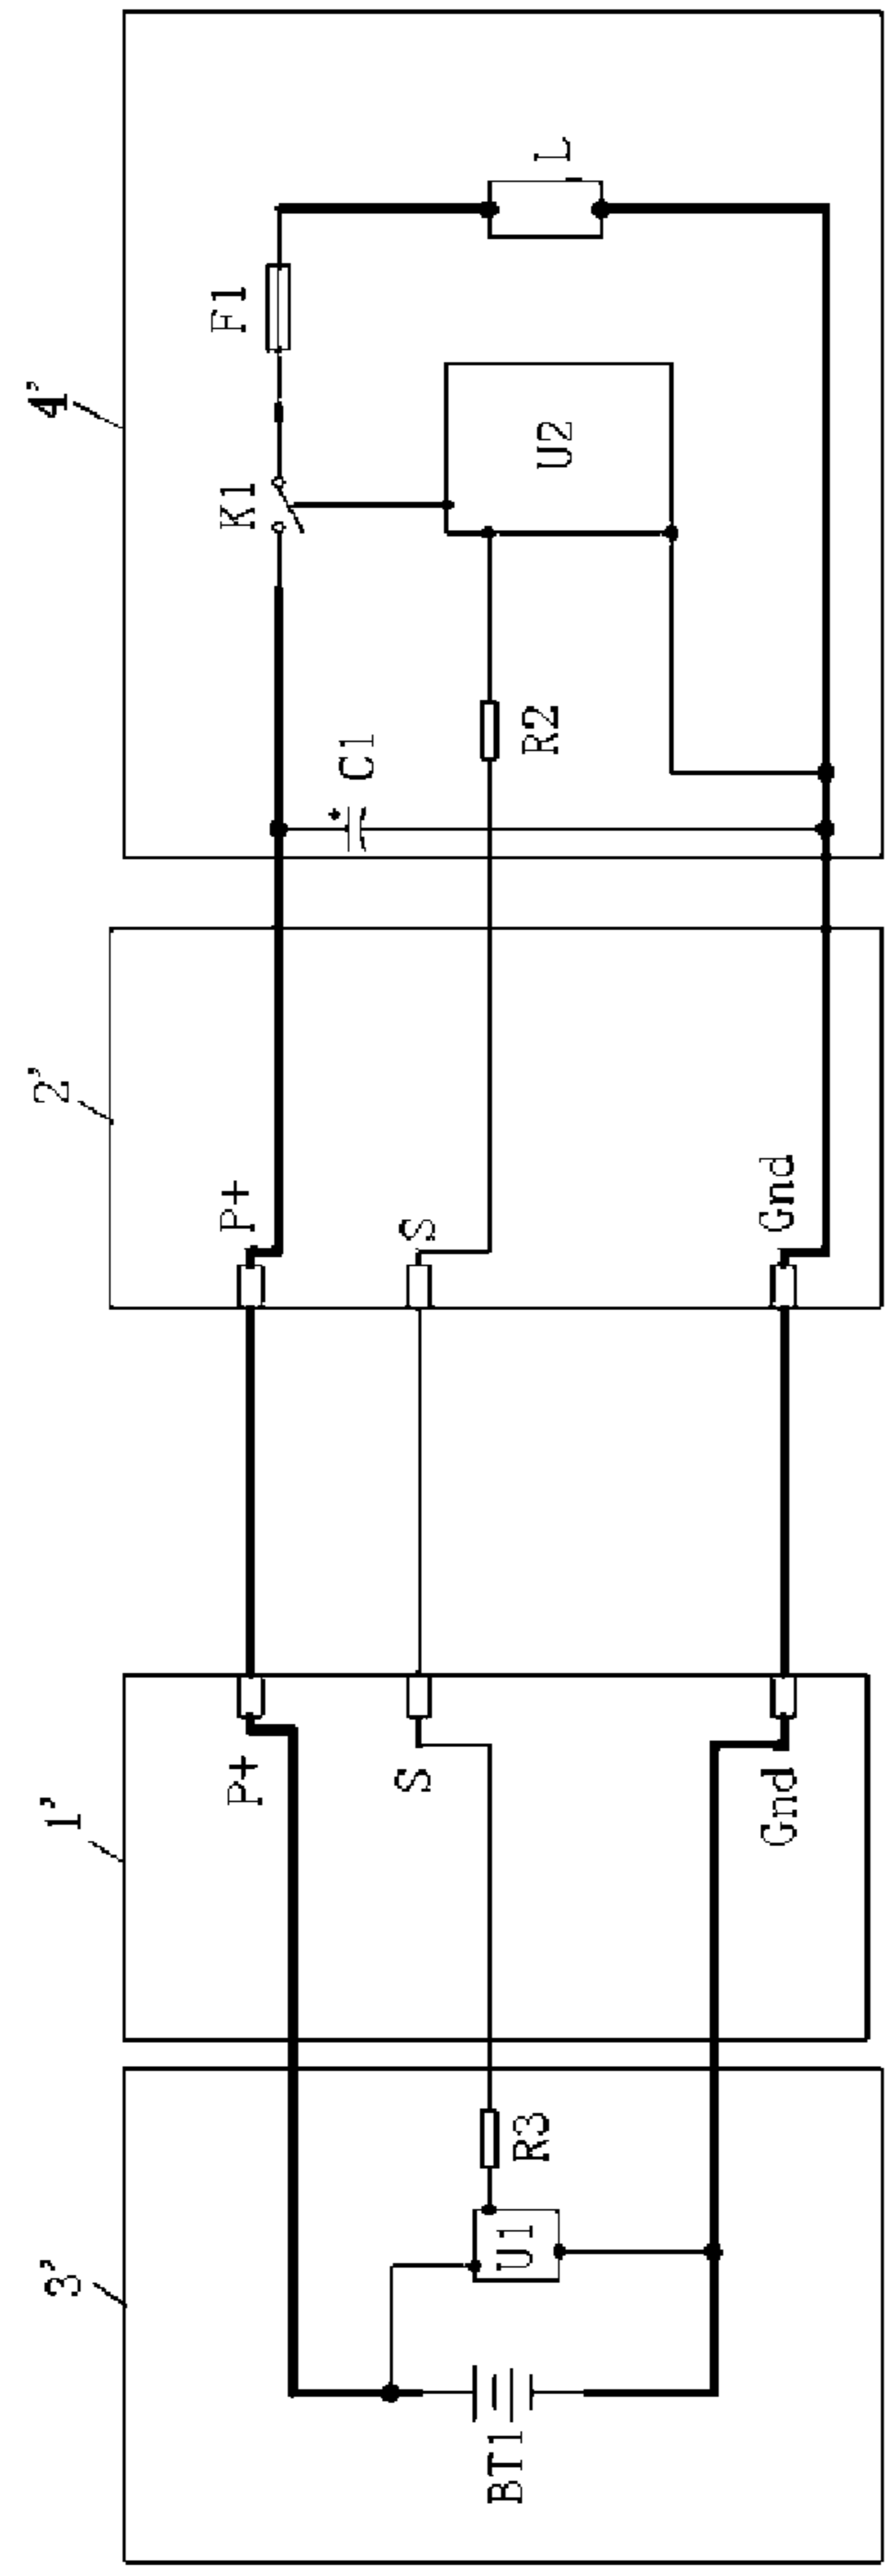 3'
1'
2'
4'
BT1
U1
R3
P+
S
Gnd
P+
S
Gnd
C1
R2
K1
U2
F1
L